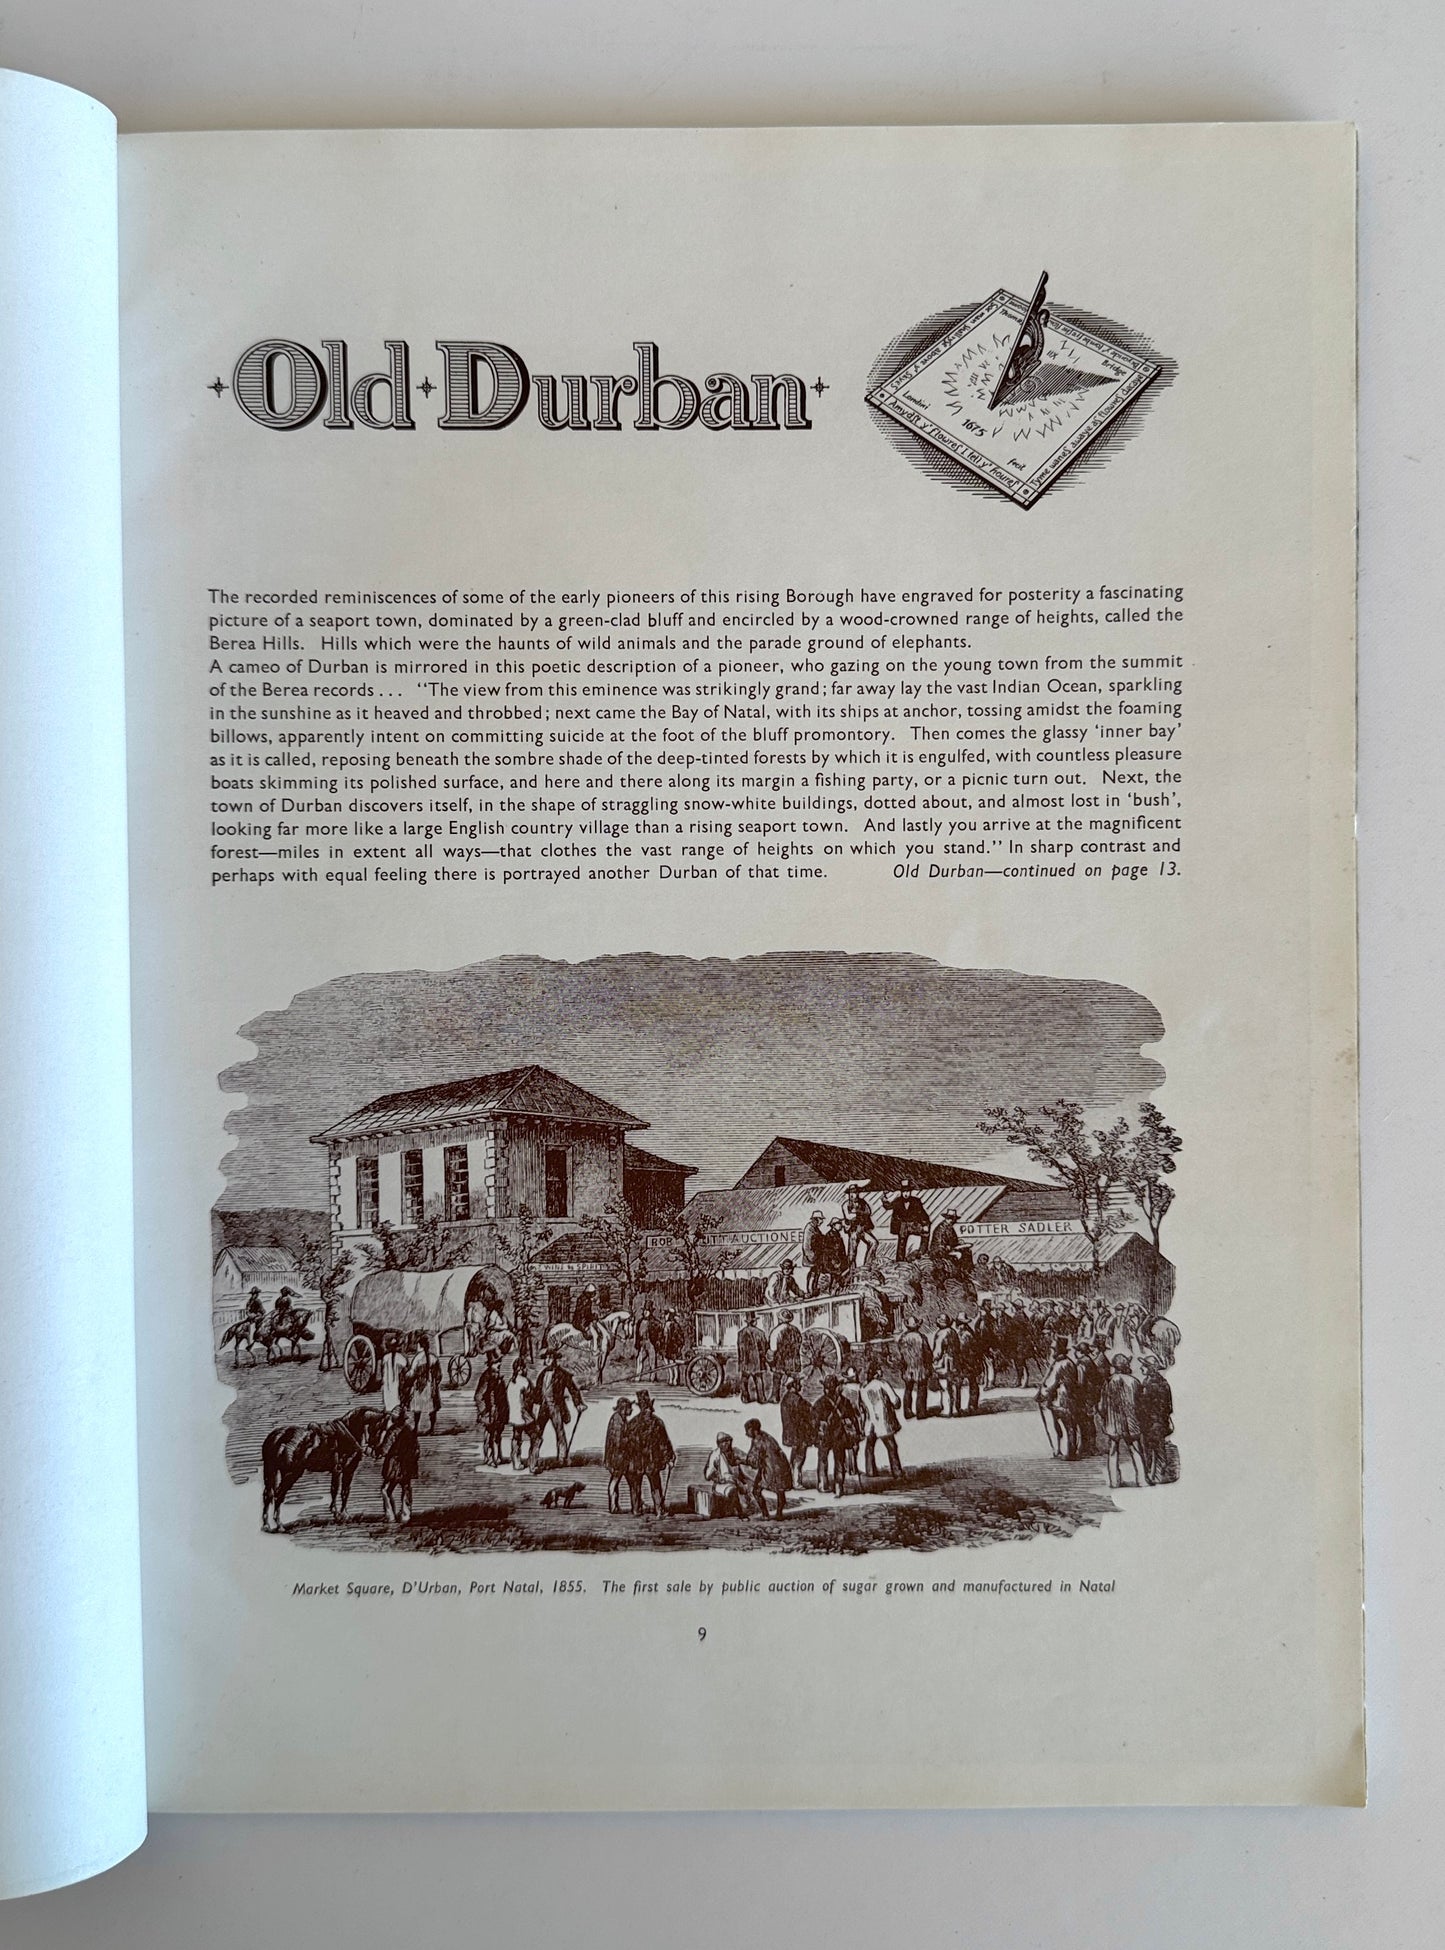 Old Durban
1675
Londini
fecit
Bridge
Amydst yᵉ flowres I tell yᵉ houres
The recorded reminiscences of some of the early pioneers of this rising Borough have engraved for posterity a fascinating
picture of a seaport town, dominated by a green-clad bluff and encircled by a wood-crowned range of heights, called the
Berea Hills. Hills which were the haunts of wild animals and the parade ground of elephants.
A cameo of Durban is mirrored in this poetic description of a pioneer, who gazing on the young town from the summit
of the Berea records . . . “The view from this eminence was strikingly grand; far away lay the vast Indian Ocean, sparkling
in the sunshine as it heaved and throbbed; next came the Bay of Natal, with its ships at anchor, tossing amidst the foaming
billows, apparently intent on committing suicide at the foot of the bluff promontory. Then comes the glassy ‘inner bay’
as it is called, reposing beneath the sombre shade of the deep-tinted forests by which it is engulfed, with countless pleasure
boats skimming its polished surface, and here and there along its margin a fishing party, or a picnic turn out. Next, the
town of Durban discovers itself, in the shape of straggling snow-white buildings, dotted about, and almost lost in ‘bush’,
looking far more like a large English country village than a rising seaport town. And lastly you arrive at the magnificent
forest—miles in extent all ways—that clothes the vast range of heights on which you stand.” In sharp contrast and
perhaps with equal feeling there is portrayed another Durban of that time. Old Durban—continued on page 13.
POTTER SADLER
WINE & SPIRIT
Market Square, D'Urban, Port Natal, 1855. The first sale by public auction of sugar grown and manufactured in Natal
9